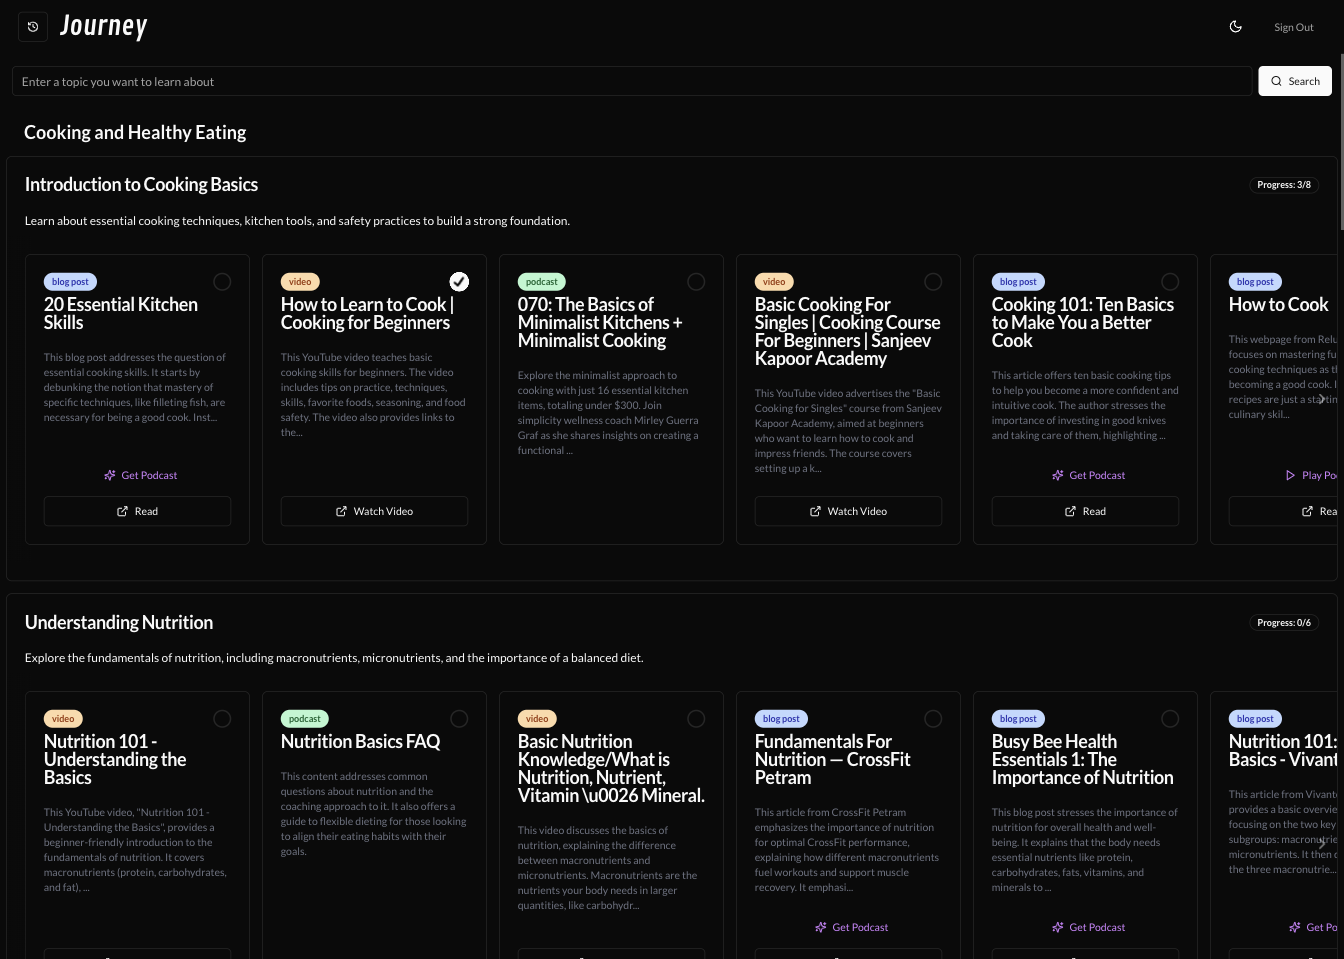 Journey
Sign Out
Enter a topic you want to learn about
Search
Cooking and Healthy Eating
Introduction to Cooking Basics
Progress: 3/8
Learn about essential cooking techniques, kitchen tools, and safety practices to build a strong foundation.
blog post
20 Essential Kitchen
Skills
This blog post addresses the question of
essential cooking skills. It starts by
debunking the notion that mastery of
specific techniques, like filleting fish, are
necessary for being a good cook. Inst...
Get Podcast
Read
video
How to Learn to Cook |
Cooking for Beginners
This YouTube video teaches basic
cooking skills for beginners. The video
includes tips on practice, techniques,
skills, favorite foods, seasoning, and food
safety. The video also provides links to
the...
Watch Video
podcast
070: The Basics of
Minimalist Kitchens +
Minimalist Cooking
Explore the minimalist approach to
cooking with just 16 essential kitchen
items, totaling under $300. Join
simplicity wellness coach Mirley Guerra
Graf as she shares insights on creating a
functional ...
video
Basic Cooking For
Singles | Cooking Course
For Beginners | Sanjeev
Kapoor Academy
This YouTube video advertises the "Basic
Cooking for Singles" course from Sanjeev
Kapoor Academy, aimed at beginners
who want to learn how to cook and
impress friends. The course covers
setting up a k...
Watch Video
blog post
Cooking 101: Ten Basics
to Make You a Better
Cook
This article offers ten basic cooking tips
to help you become a more confident and
intuitive cook. The author stresses the
importance of investing in good knives
and taking care of them, highlighting ...
Get Podcast
Read
blog post
How to Cook
This webpage from Relu
focuses on mastering fu
cooking techniques as th
becoming a good cook. I
recipes are just a startin
culinary skil...
Play Po
Rea
Understanding Nutrition
Progress: 0/6
Explore the fundamentals of nutrition, including macronutrients, micronutrients, and the importance of a balanced diet.
video
Nutrition 101 -
Understanding the
Basics
This YouTube video, "Nutrition 101 -
Understanding the Basics", provides a
beginner-friendly introduction to the
fundamentals of nutrition. It covers
macronutrients (protein, carbohydrates,
and fat), ...
podcast
Nutrition Basics FAQ
This content addresses common
questions about nutrition and the
coaching approach to it. It also offers a
guide to flexible dieting for those looking
to align their eating habits with their
goals.
video
Basic Nutrition
Knowledge/What is
Nutrition, Nutrient,
Vitamin \u0026 Mineral.
This video discusses the basics of
nutrition, explaining the difference
between macronutrients and
micronutrients. Macronutrients are the
nutrients your body needs in larger
quantities, like carbohydr...
blog post
Fundamentals For
Nutrition — CrossFit
Petram
This article from CrossFit Petram
emphasizes the importance of nutrition
for optimal CrossFit performance,
explaining how different macronutrients
fuel workouts and support muscle
recovery. It emphasi...
Get Podcast
blog post
Busy Bee Health
Essentials 1: The
Importance of Nutrition
This blog post stresses the importance of
nutrition for overall health and well-
being. It explains that the body needs
essential nutrients like protein,
carbohydrates, fats, vitamins, and
minerals to ...
Get Podcast
blog post
Nutrition 101:
Basics - Vivant
This article from Vivant
provides a basic overvie
focusing on the two key
subgroups: macronutrie
micronutrients. It then c
the three macronutrie...
Get Po